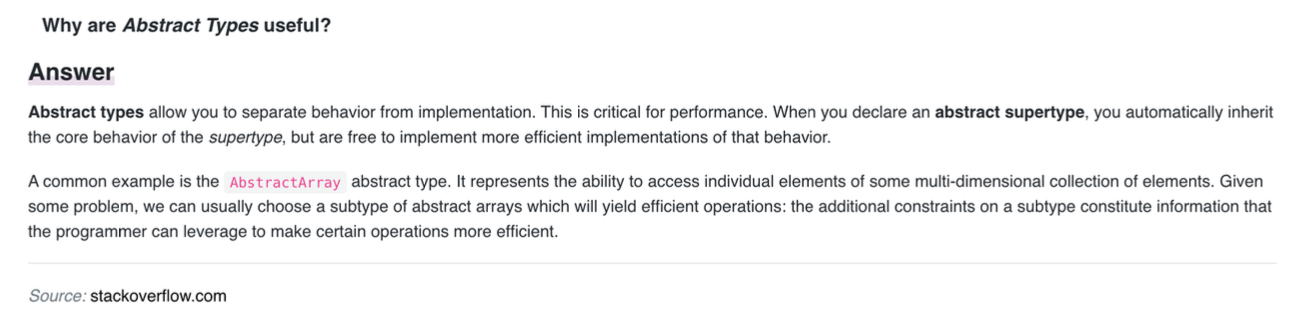 Why are Abstract Types useful?
Answer
Abstract types allow you to separate behavior from implementation. This is critical for performance. When you declare an abstract supertype, you automatically inherit
the core behavior of the supertype, but are free to implement more efficient implementations of that behavior.
A common example is the AbstractArray abstract type. It represents the ability to access individual elements of some multi-dimensional collection of elements. Given
some problem, we can usually choose a subtype of abstract arrays which will yield efficient operations: the additional constraints on a subtype constitute information that
the programmer can leverage to make certain operations more efficient.
Source: stackoverflow.com